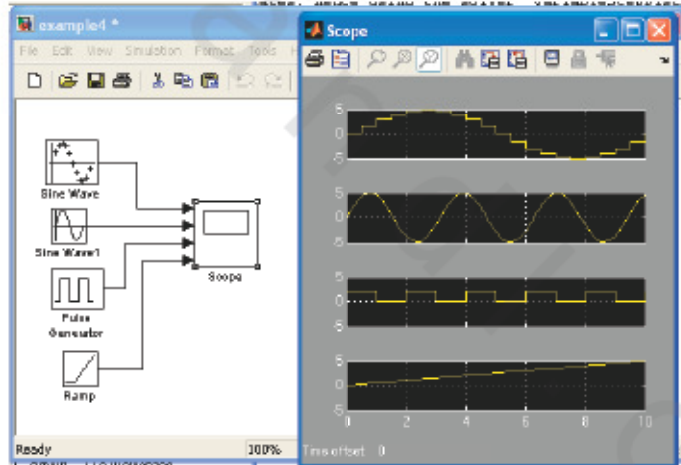 example4 *
File Edit View Simulation Format Tools H
Sine Wave
Sine Wave1
Pulse
Generator
Ramp
Scope
Ready 100%
Scope
5
0
-5
5
0
-5
5
0
-5
5
0
-5
0 2 4 6 8 10
Time offset: 0